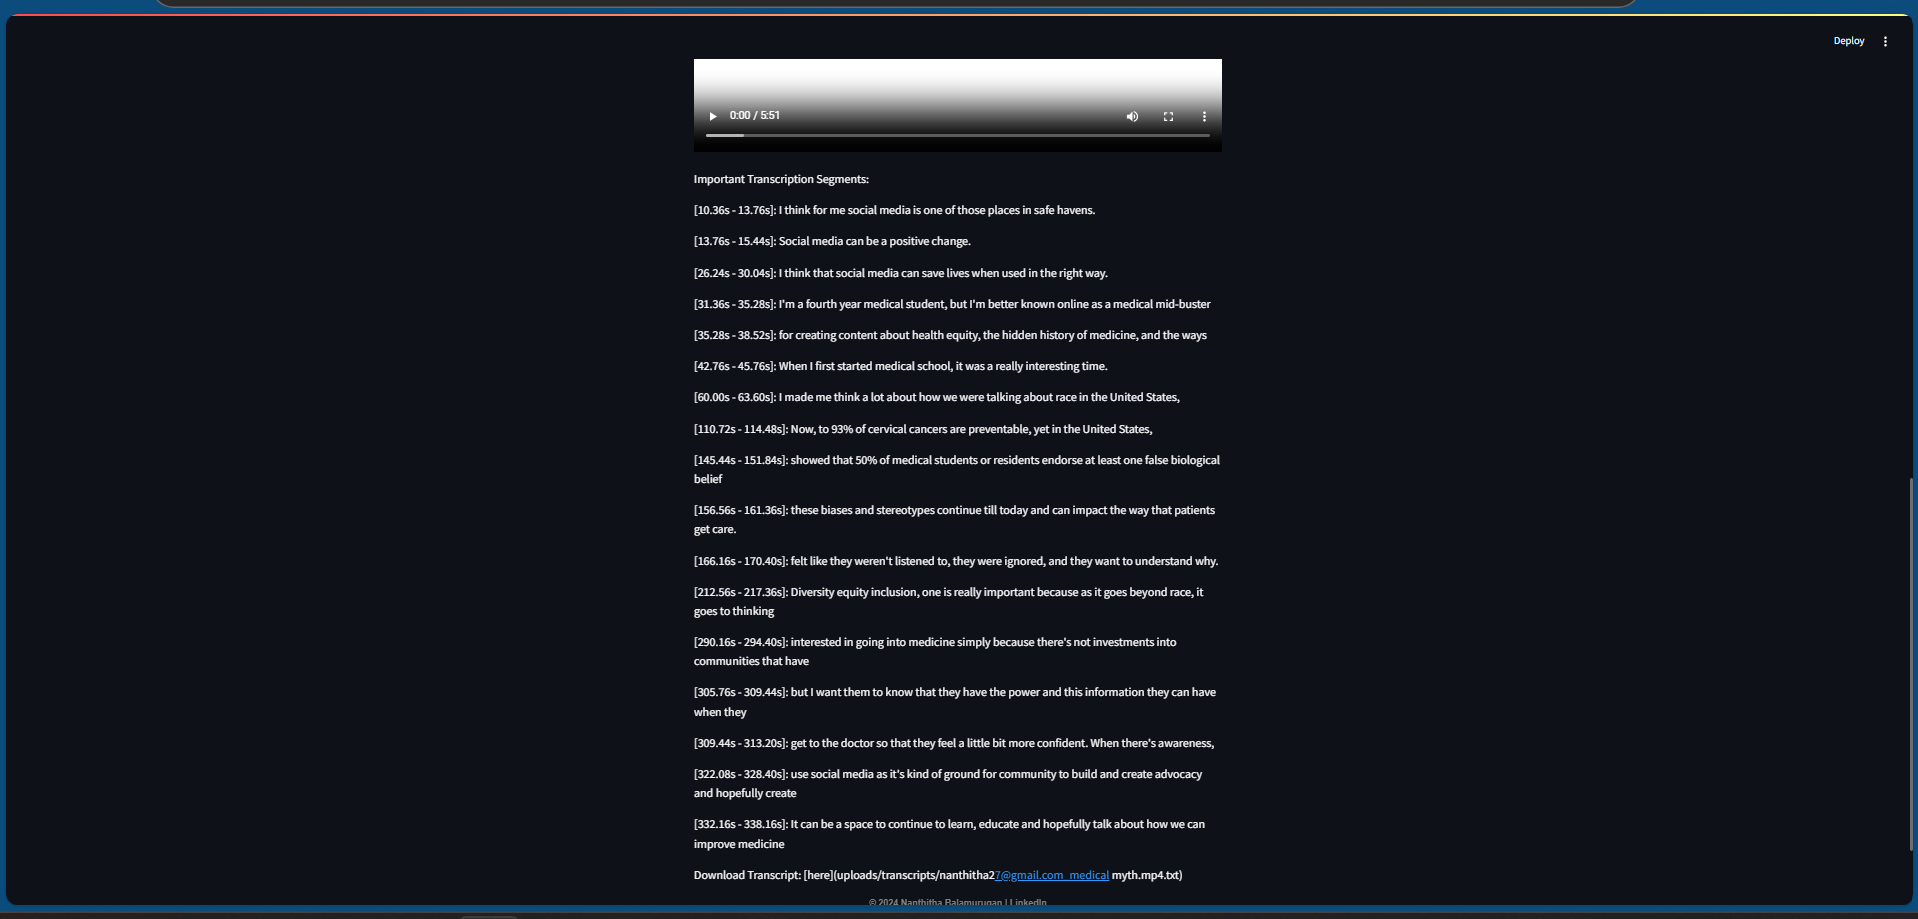 Deploy
0:00 / 5:51
Important Transcription Segments:
[10.36s - 13.76s]: I think for me social media is one of those places in safe havens.
[13.76s - 15.44s]: Social media can be a positive change.
[26.24s - 30.04s]: I think that social media can save lives when used in the right way.
[31.36s - 35.28s]: I'm a fourth year medical student, but I'm better known online as a medical mid-buster
[35.28s - 38.52s]: for creating content about health equity, the hidden history of medicine, and the ways
[42.76s - 45.76s]: When I first started medical school, it was a really interesting time.
[60.00s - 63.60s]: I made me think a lot about how we were talking about race in the United States,
[110.72s - 114.48s]: Now, to 93% of cervical cancers are preventable, yet in the United States,
[145.44s - 151.84s]: showed that 50% of medical students or residents endorse at least one false biological
belief
[156.56s - 161.36s]: these biases and stereotypes continue till today and can impact the way that patients
get care.
[166.16s - 170.40s]: felt like they weren't listened to, they were ignored, and they want to understand why.
[212.56s - 217.36s]: Diversity equity inclusion, one is really important because as it goes beyond race, it
goes to thinking
[290.16s - 294.40s]: interested in going into medicine simply because there's not investments into
communities that have
[305.76s - 309.44s]: but I want them to know that they have the power and this information they can have
when they
[309.44s - 313.20s]: get to the doctor so that they feel a little bit more confident. When there's awareness,
[322.08s - 328.40s]: use social media as it's kind of ground for community to build and create advocacy
and hopefully create
[332.16s - 338.16s]: It can be a space to continue to learn, educate and hopefully talk about how we can
improve medicine
Download Transcript: [here](uploads/transcripts/nanthitha27@gmail.com_medical myth.mp4.txt)
© 2024 Nanthitha Balamurugan | LinkedIn